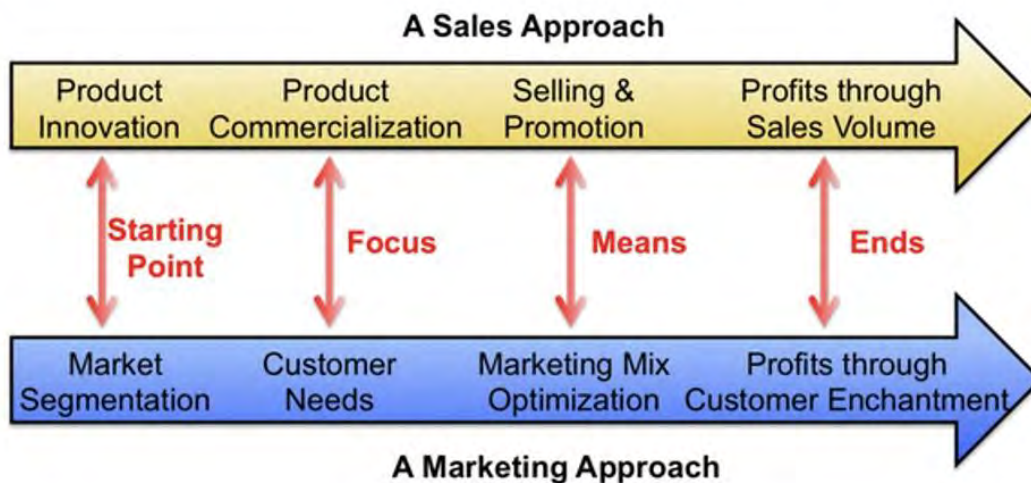 A Sales Approach
Product
Innovation
Product
Commercialization
Selling &
Promotion
Profits through
Sales Volume
Starting
Point
Focus
Means
Ends
Market
Segmentation
Customer
Needs
Marketing Mix
Optimization
Profits through
Customer Enchantment
A Marketing Approach